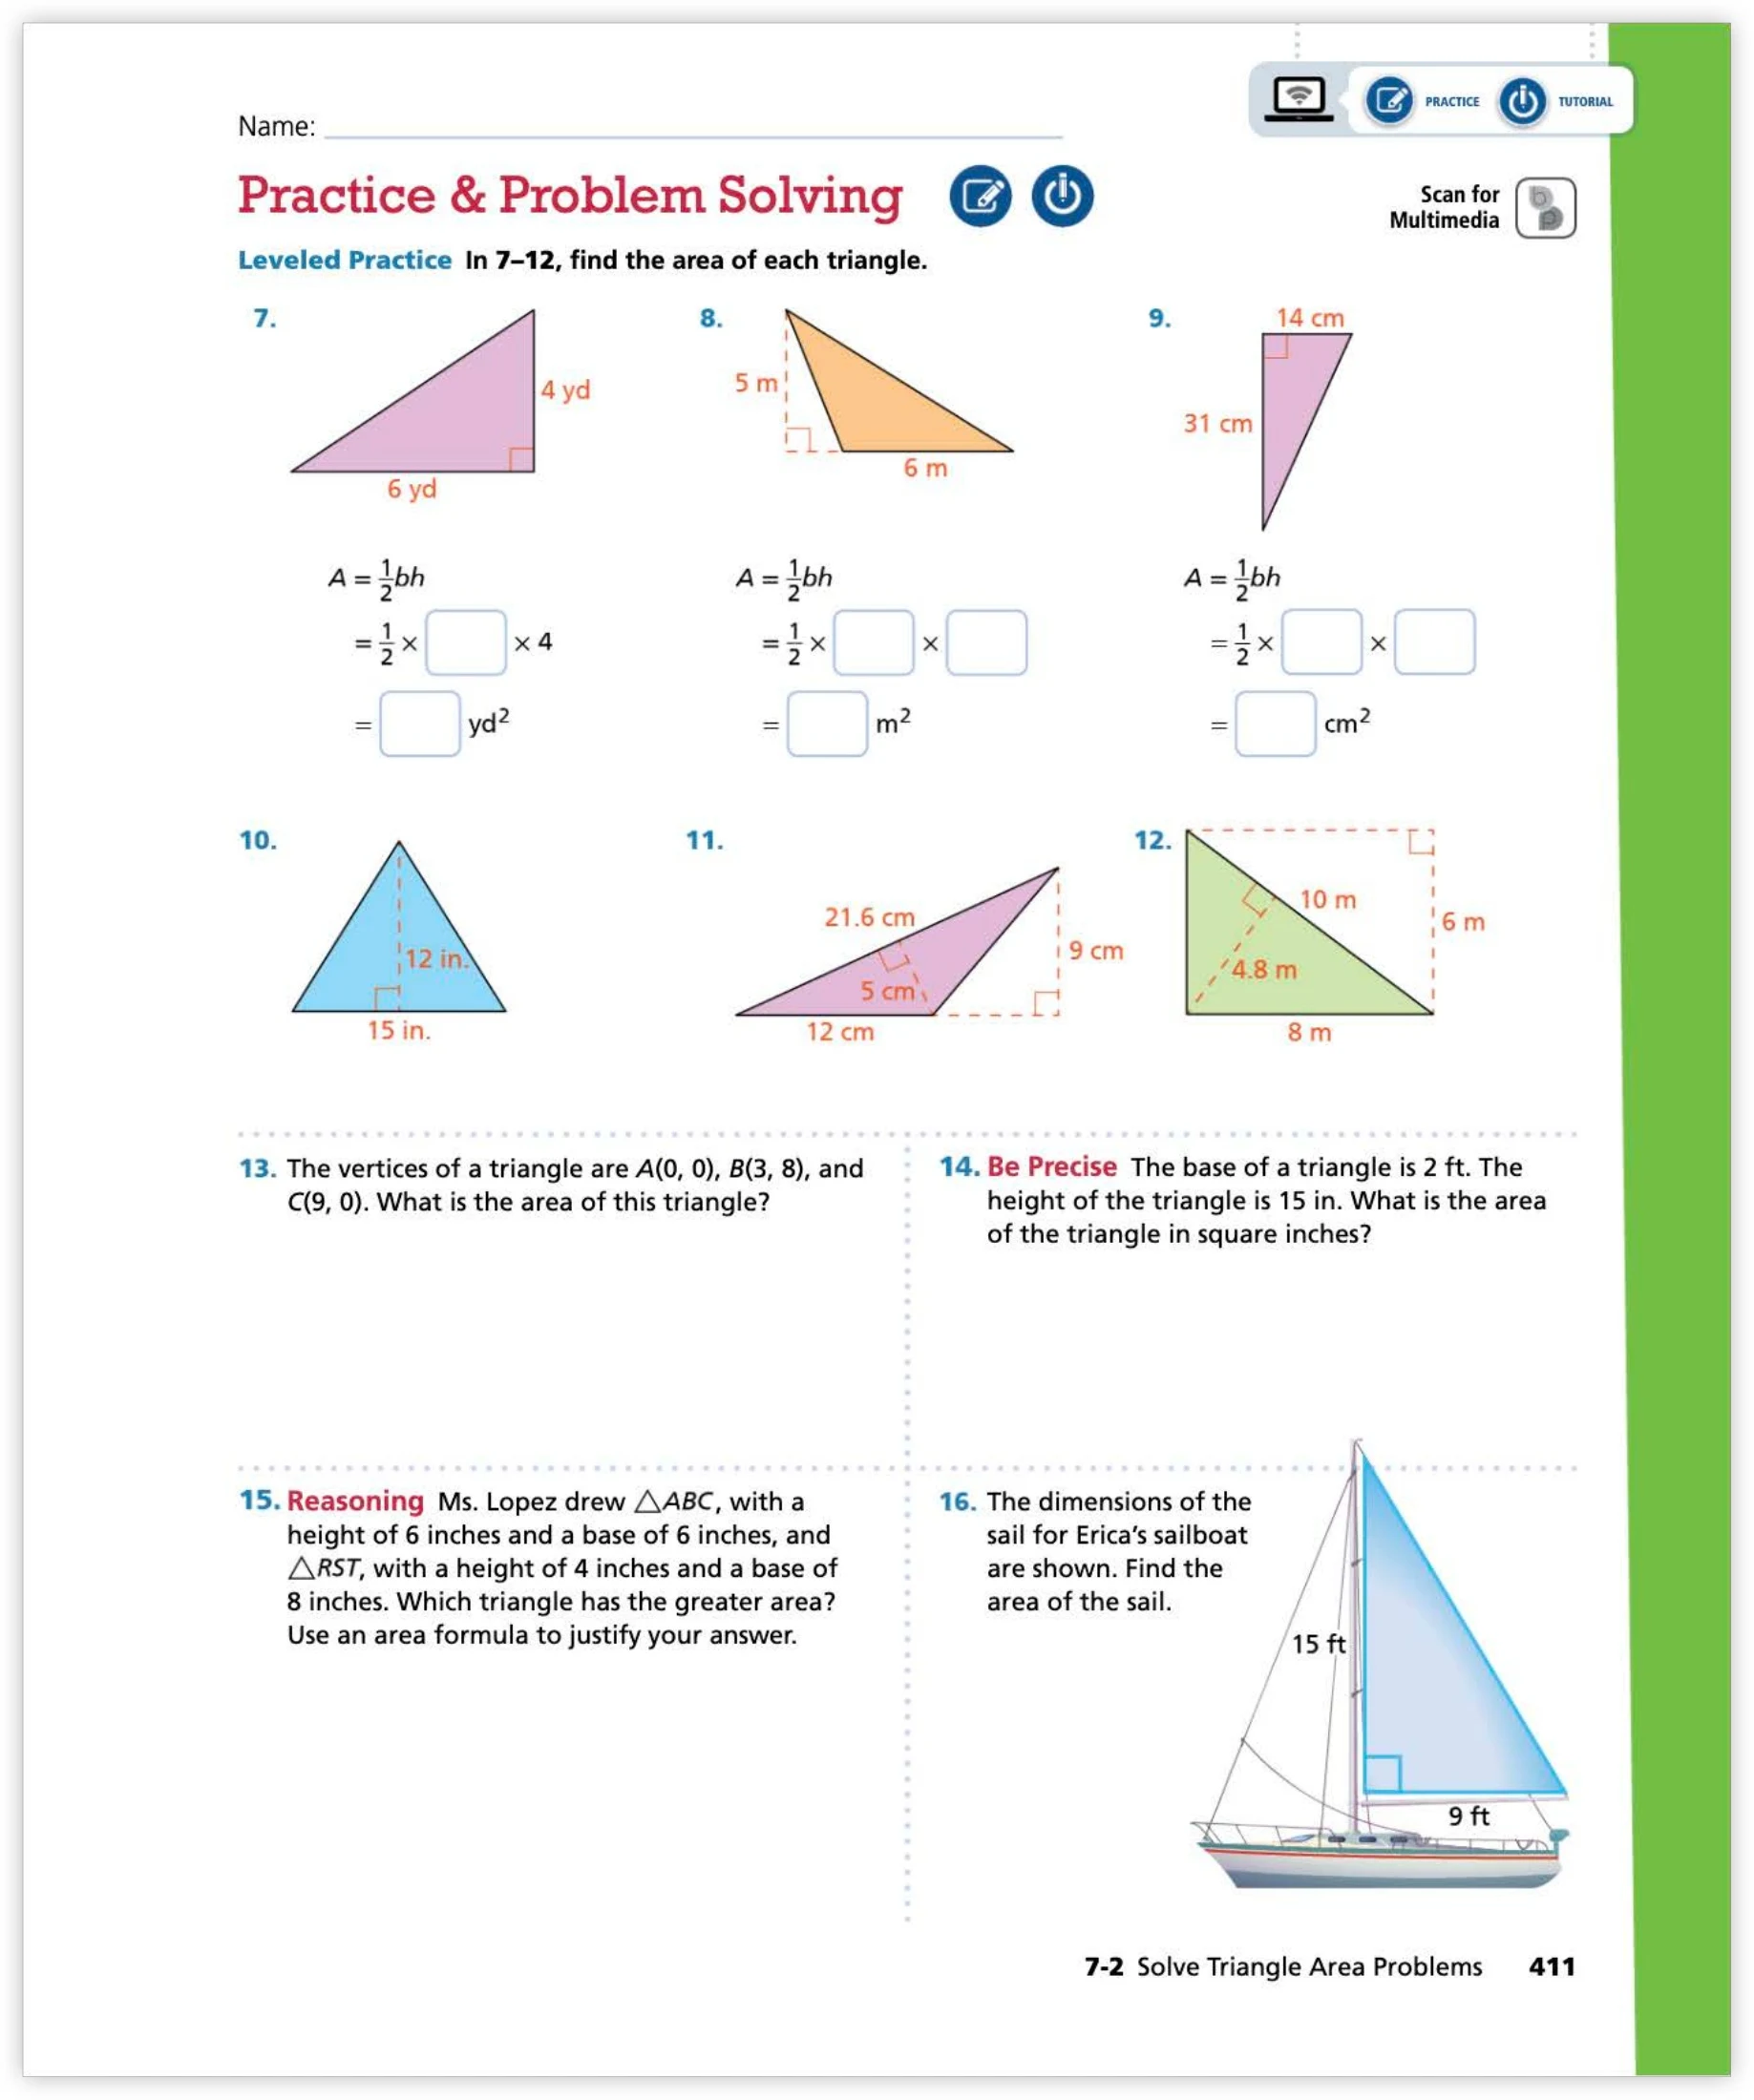 PRACTICE
TUTORIAL
Name:
Practice & Problem Solving
Scan for
Multimedia
Leveled Practice In 7–12, find the area of each triangle.
7.
4 yd
6 yd
A = 1/2 bh
= 1/2 × × 4
= yd²
8.
5 m
6 m
A = 1/2 bh
= 1/2 × ×
= m²
9.
14 cm
31 cm
A = 1/2 bh
= 1/2 × ×
= cm²
10.
12 in.
15 in.
11.
21.6 cm
9 cm
5 cm
12 cm
12.
10 m
6 m
4.8 m
8 m
13. The vertices of a triangle are A(0, 0), B(3, 8), and
C(9, 0). What is the area of this triangle?
14. Be Precise The base of a triangle is 2 ft. The
height of the triangle is 15 in. What is the area
of the triangle in square inches?
15. Reasoning Ms. Lopez drew △ABC, with a
height of 6 inches and a base of 6 inches, and
△RST, with a height of 4 inches and a base of
8 inches. Which triangle has the greater area?
Use an area formula to justify your answer.
16. The dimensions of the
sail for Erica's sailboat
are shown. Find the
area of the sail.
15 ft
9 ft
7-2 Solve Triangle Area Problems 411